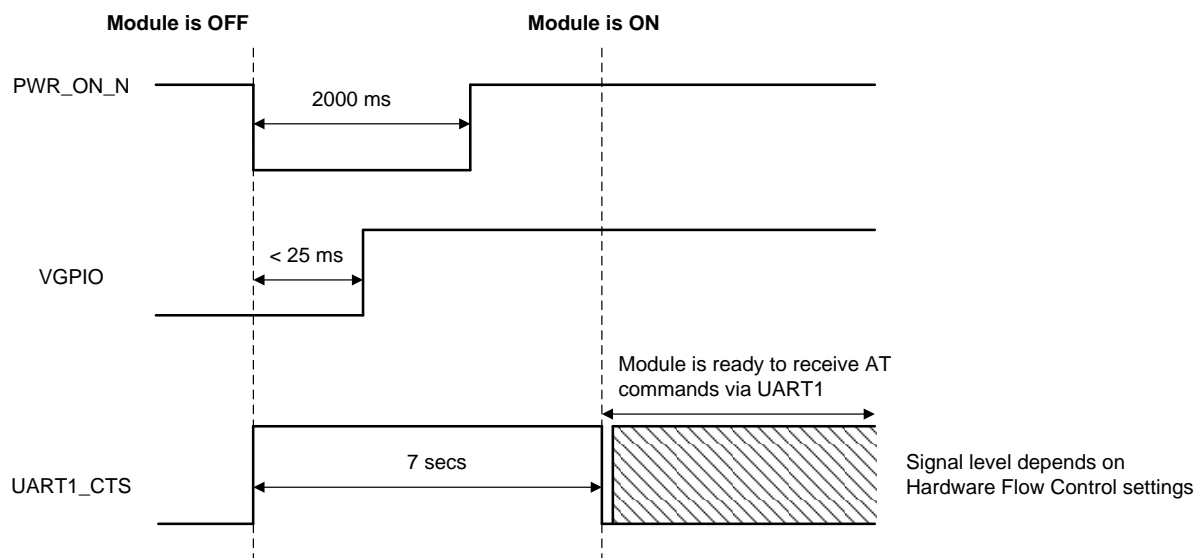 Module is OFF
Module is ON
PWR_ON_N
2000 ms
< 25 ms
VGPIO
Module is ready to receive AT
commands via UART1
7 secs
UART1_CTS
Signal level depends on
Hardware Flow Control settings